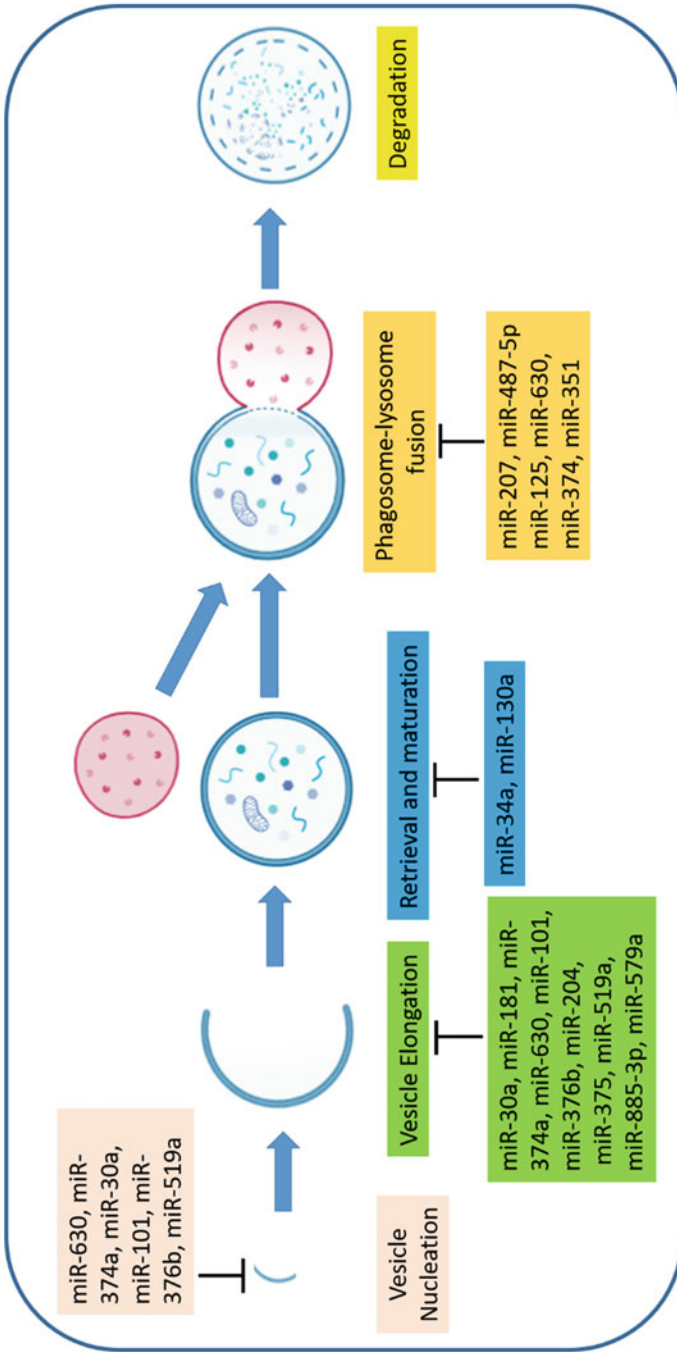 miR-630, miR-
374a, miR-30a,
miR-101, miR-
376b, miR-519a
Vesicle
Nucleation
Vesicle Elongation
miR-30a, miR-181, miR-
374a, miR-630, miR-101,
miR-376b, miR-204,
miR-375, miR-519a,
miR-885-3p, miR-579a
Retrieval and maturation
miR-34a, miR-130a
Phagosome-lysosome
fusion
miR-207, miR-487-5p
miR-125, miR-630,
miR-374, miR-351
Degradation